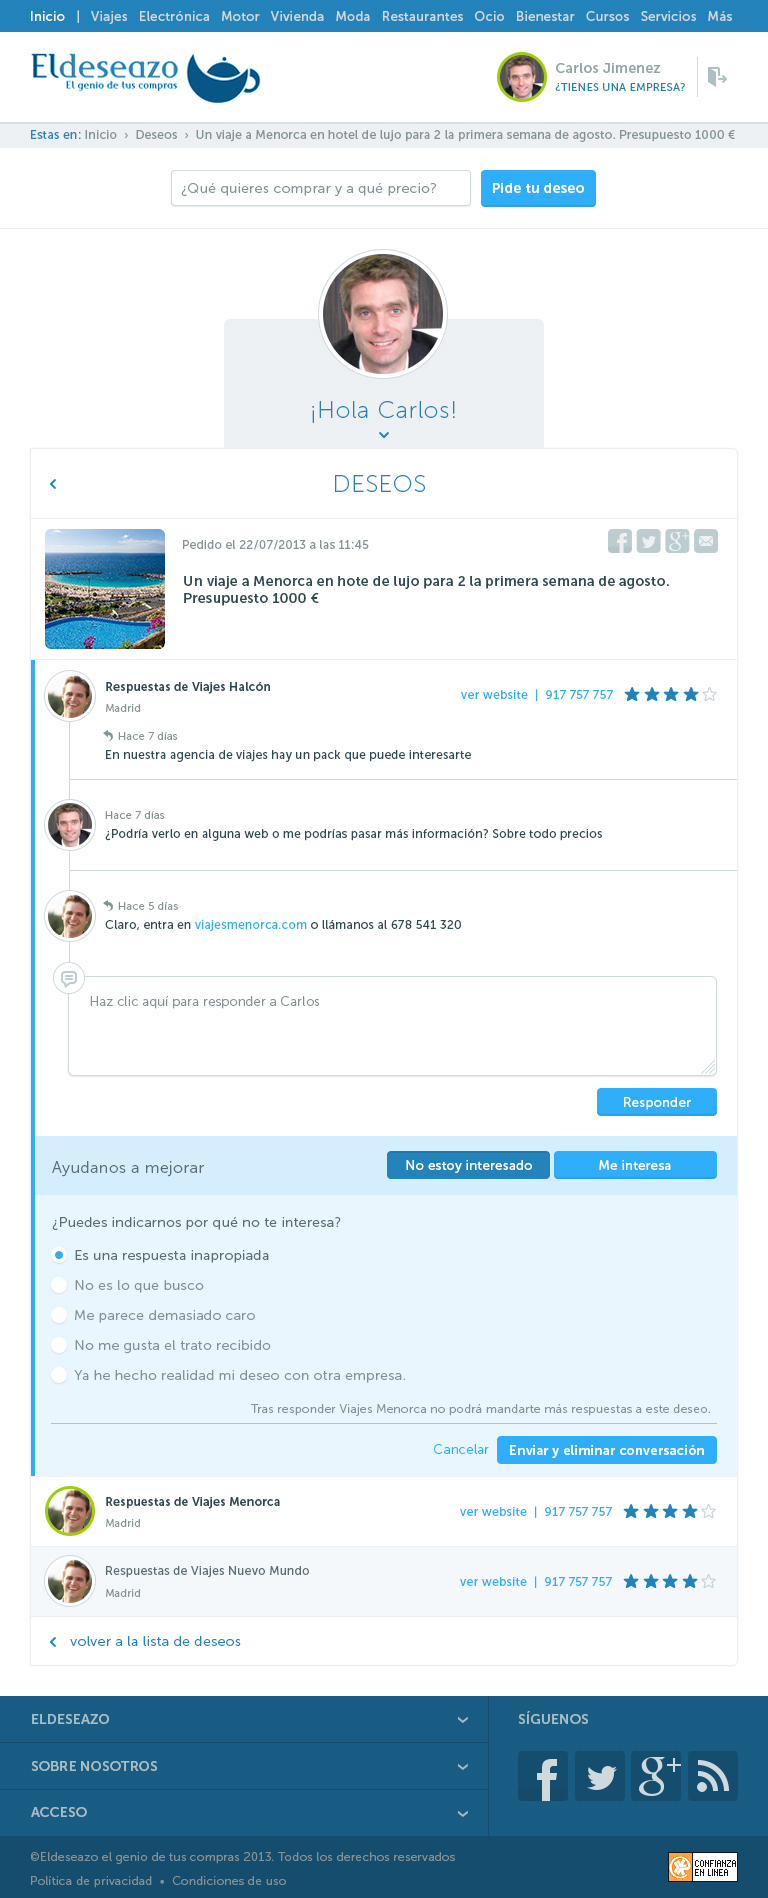 Inicio | Viajes Electrónica Motor Vivienda Moda Restaurantes Ocio Bienestar Cursos Servicios Más
Eldeseazo
El genio de tus compras
Carlos Jimenez
¿TIENES UNA EMPRESA?
Estas en: Inicio › Deseos › Un viaje a Menorca en hotel de lujo para 2 la primera semana de agosto. Presupuesto 1000 €
¿Qué quieres comprar y a qué precio?
Pide tu deseo
¡Hola Carlos!
DESEOS
Pedido el 22/07/2013 a las 11:45
Un viaje a Menorca en hote de lujo para 2 la primera semana de agosto.
Presupuesto 1000 €
Respuestas de Viajes Halcón
Madrid
ver website | 917 757 757
Hace 7 días
En nuestra agencia de viajes hay un pack que puede interesarte
Hace 7 días
¿Podría verlo en alguna web o me podrías pasar más información? Sobre todo precios
Hace 5 días
Claro, entra en viajesmenorca.com o llámanos al 678 541 320
Haz clic aquí para responder a Carlos
Responder
Ayudanos a mejorar
No estoy interesado
Me interesa
¿Puedes indicarnos por qué no te interesa?
Es una respuesta inapropiada
No es lo que busco
Me parece demasiado caro
No me gusta el trato recibido
Ya he hecho realidad mi deseo con otra empresa.
Tras responder Viajes Menorca no podrá mandarte más respuestas a este deseo.
Cancelar
Enviar y eliminar conversación
Respuestas de Viajes Menorca
Madrid
ver website | 917 757 757
Respuestas de Viajes Nuevo Mundo
Madrid
ver website | 917 757 757
volver a la lista de deseos
ELDESEAZO
SOBRE NOSOTROS
ACCESO
SÍGUENOS
©Eldeseazo el genio de tus compras 2013. Todos los derechos reservados
Política de privacidad • Condiciones de uso
CONFIANZA
EN LINEA